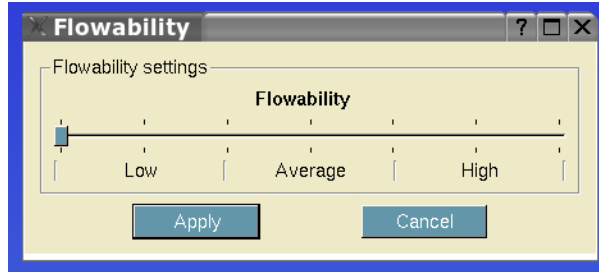 Flowability
Flowability settings
Flowability
Low Average High
Apply Cancel